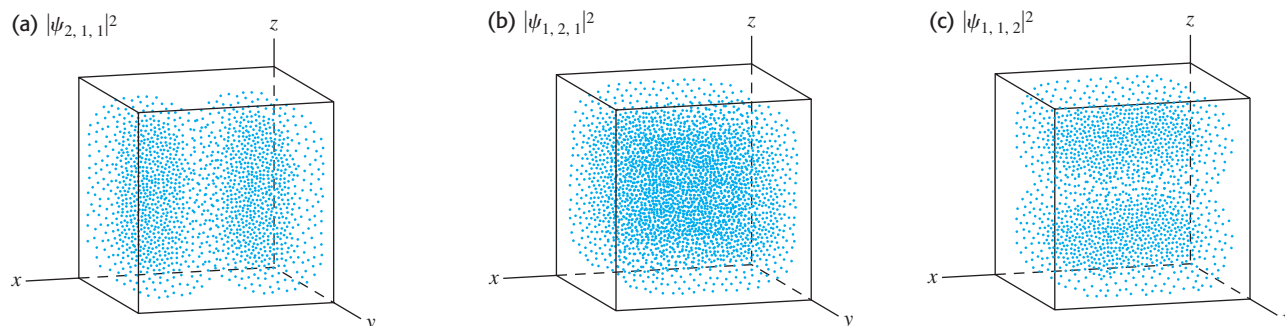 (a) |ψ₂, ₁, ₁|²
z
x
y
(b) |ψ₁, ₂, ₁|²
z
x
y
(c) |ψ₁, ₁, ₂|²
z
x